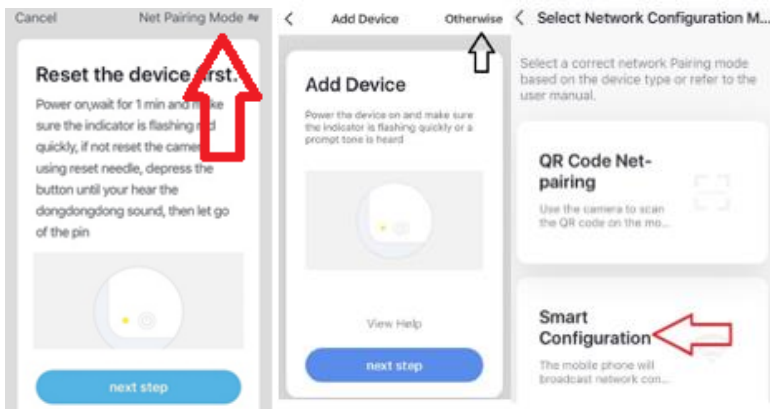 Cancel
Net Pairing Mode ⇋
Reset the device first.
Power on,wait for 1 min and make
sure the indicator is flashing red
quickly, if not reset the camera
using reset needle, depress the
button until your hear the
dongdongdong sound, then let go
of the pin
next step
< Add Device Otherwise
Add Device
Power the device on and make sure
the indicator is flashing quickly or a
prompt tone is heard
View Help
next step
< Select Network Configuration M...
Select a correct network Pairing mode
based on the device type or refer to the
user manual.
QR Code Net-
pairing
Use the camera to scan
the QR code on the mo...
Smart
Configuration
The mobile phone will
broadcast network con...